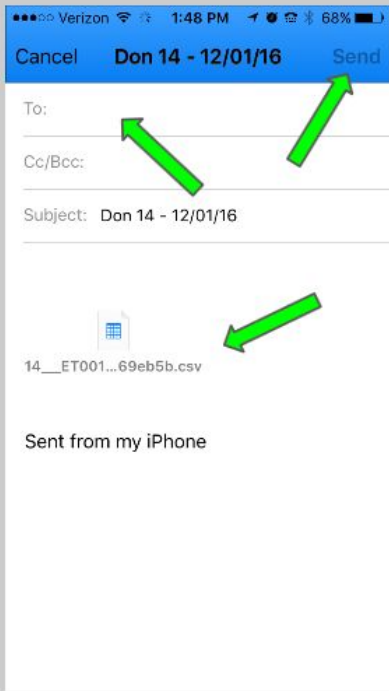 Verizon 1:48 PM 68%
Cancel Don 14 - 12/01/16 Send
To:
Cc/Bcc:
Subject: Don 14 - 12/01/16
14__ET001...69eb5b.csv
Sent from my iPhone